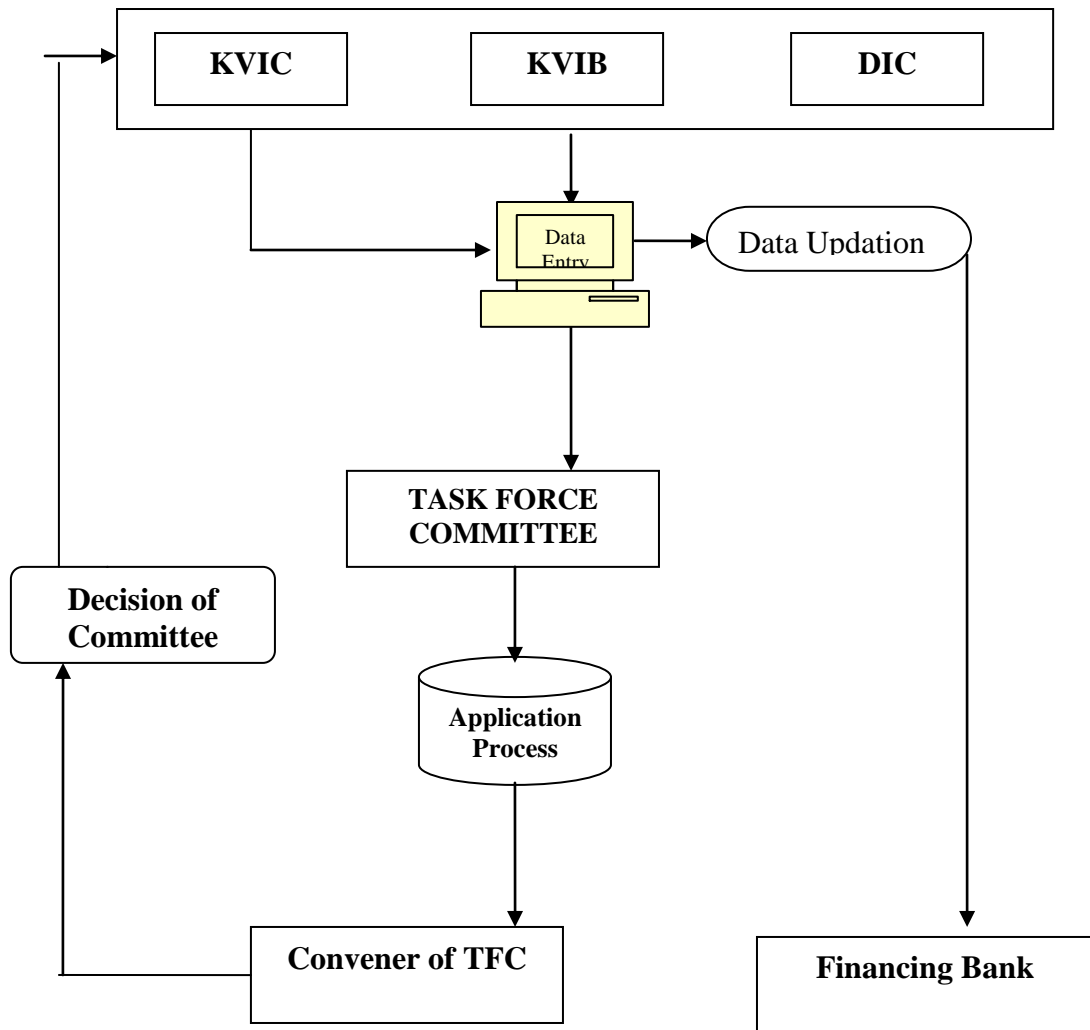 KVIC
KVIB
DIC
Data
Entry
Data Updation
TASK FORCE
COMMITTEE
Decision of
Committee
Application
Process
Convener of TFC
Financing Bank